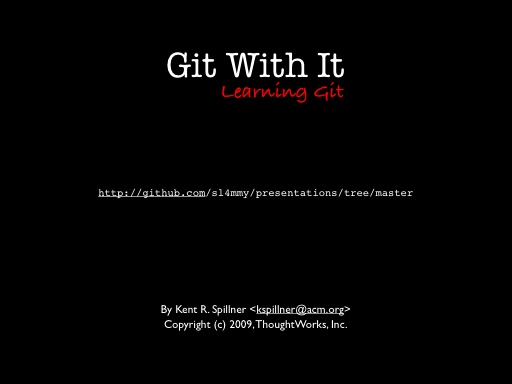 Git With It
Learning Git
http://github.com/sl4mmy/presentations/tree/master
By Kent R. Spillner <kspillner@acm.org>
Copyright (c) 2009, ThoughtWorks, Inc.